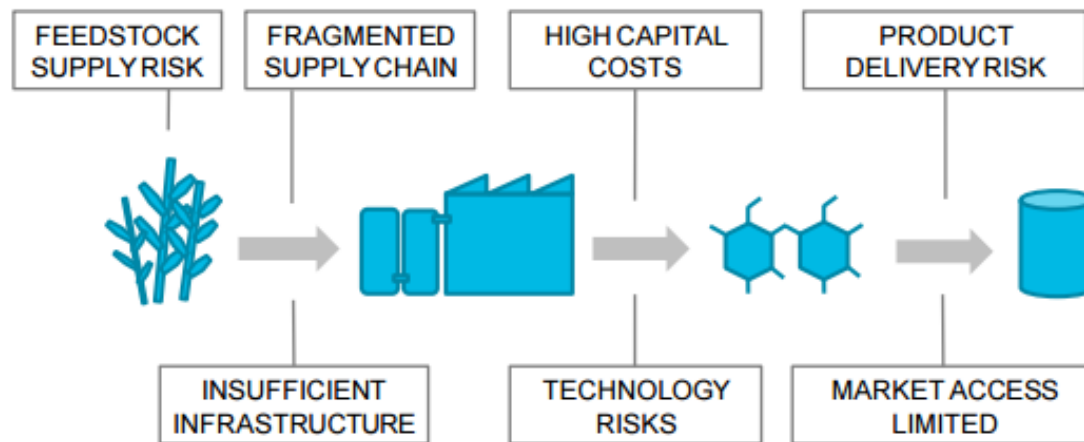 FEEDSTOCK
SUPPLY RISK
FRAGMENTED
SUPPLY CHAIN
HIGH CAPITAL
COSTS
PRODUCT
DELIVERY RISK
INSUFFICIENT
INFRASTRUCTURE
TECHNOLOGY
RISKS
MARKET ACCESS
LIMITED